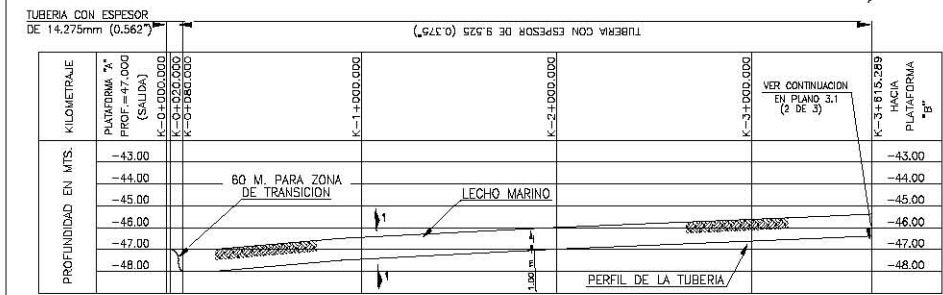 TUBERIA CON ESPESOR
DE 14.275mm (0.562")
TUBERIA CON ESPESOR DE 9.525 (0.375")
KILOMETRAJE
PLATAFORMA "A"
PROF.=47.000
(SALIDA)
K-0+000.000
K-0+020.000
K-0+080.000
K-1+000.000
K-2+000.000
K-3+000.000
VER CONTINUACION
EN PLANO 3.1
(2 DE 3)
K-3+615.289
HACIA
PLATAFORMA
"B"
PROFUNDIDAD EN MTS.
-43.00
-44.00
-45.00
-46.00
-47.00
-48.00
60 M. PARA ZONA
DE TRANSICION
1
1
LECHO MARINO
1.00 m
PERFIL DE LA TUBERIA
-43.00
-44.00
-45.00
-46.00
-47.00
-48.00